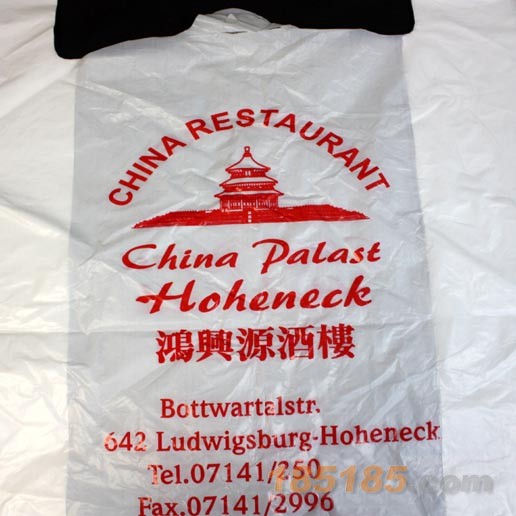 CHINA RESTAURANT
China Palast
Hoheneck
鴻興源酒樓
Bottwartalstr.
642 Ludwigsburg-Hoheneck
Tel.07141/250
Fax.07141/2996
185185.com